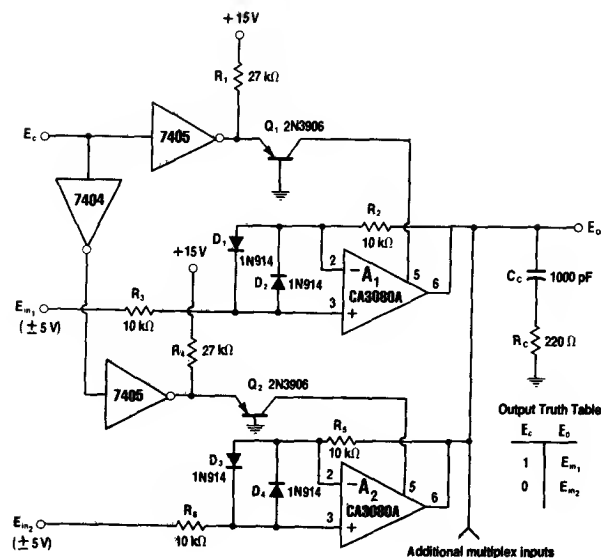 +15V
R1 27 kΩ
Ec
7405
Q1 2N3906
7404
R2
10 kΩ
D1
1N914
D2 1N914
+15V
2 −A1 5 6
CA3080A
3 +
Eo
Cc 1000 pF
Rc 220 Ω
Ein1
(±5 V)
R3
10 kΩ
R4 27 kΩ
7405
Q2 2N3906
R5
10 kΩ
D3
1N914
D4 1N914
2 −A2 5 6
CA3080A
3 +
Ein2
(±5 V)
R6
10 kΩ
Output Truth Table
Ec Eo
1 Ein1
0 Ein2
Additional multiplex inputs